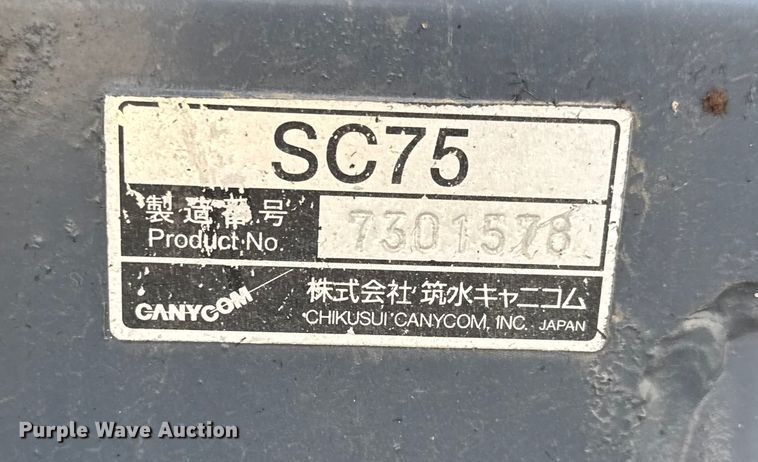 SC75
製造番号
Product No.
7301578
CANYCOM
株式会社 筑水キャニコム
CHIKUSUI CANYCOM, INC. JAPAN
Purple Wave Auction